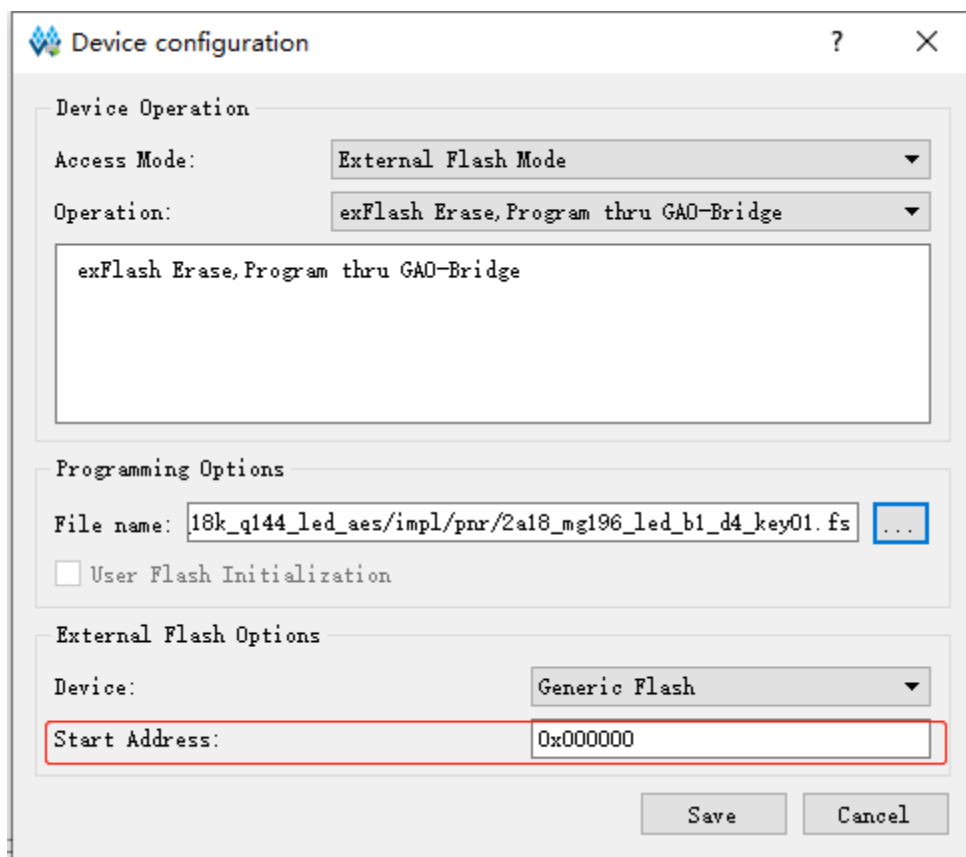 Device configuration
? ×
Device Operation
Access Mode: External Flash Mode
Operation: exFlash Erase,Program thru GAO-Bridge
exFlash Erase,Program thru GAO-Bridge
Programming Options
File name: 18k_q144_led_aes/impl/pnr/2a18_mg196_led_b1_d4_key01.fs ...
User Flash Initialization
External Flash Options
Device: Generic Flash
Start Address: 0x000000
Save Cancel